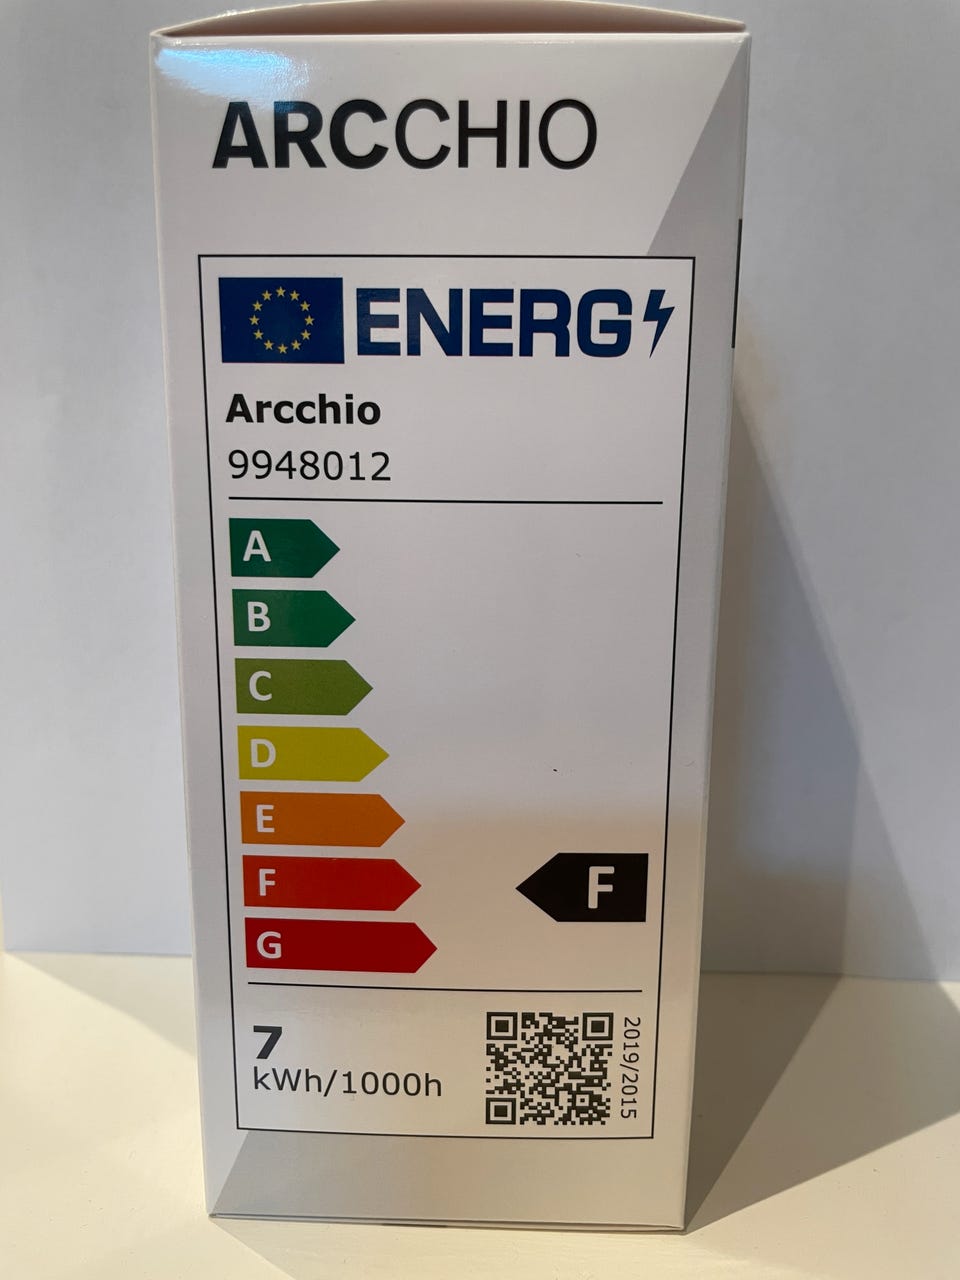 ARCCHIO
ENERG
Arcchio
9948012
A
B
C
D
E
F
F
G
7
kWh/1000h
2019/2015